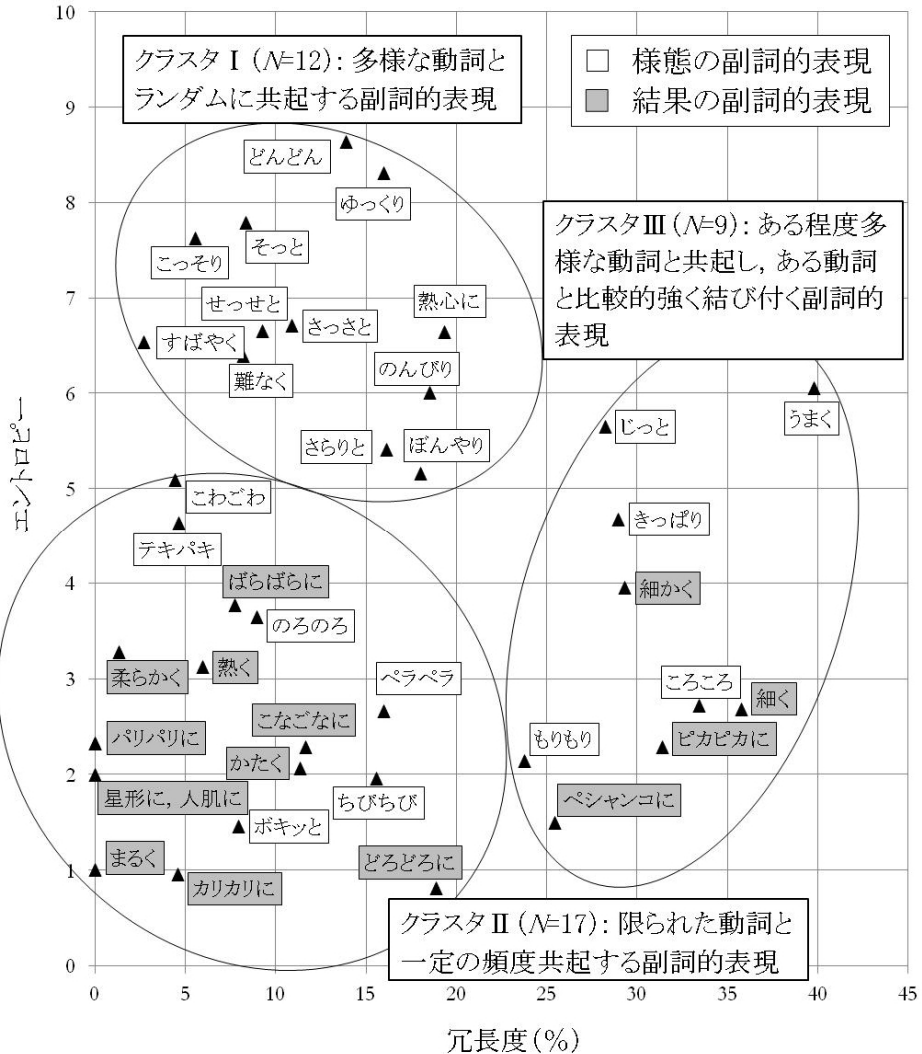 10
クラスタⅠ (N=12): 多様な動詞と
ランダムに共起する副詞的表現
様態の副詞的表現
結果の副詞的表現
9
どんどん
ゆっくり
8
クラスタⅢ (N=9): ある程度多
様な動詞と共起し, ある動詞
と比較的強く結び付く副詞的
表現
そっと
こっそり
7
せっせと
さっさと
熱心に
すばやく
難なく
のんびり
6
うまく
じっと
さらりと
ぼんやり
エントロピー
5
こわごわ
きっぱり
テキパキ
4
ばらばらに
細かく
のろのろ
3
柔らかく
熱く
ペラペラ
ころころ
細く
パリパリに
こなごなに
ピカピカに
かたく
もりもり
2
星形に, 人肌に
ちびちび
ペシャンコに
ボキッと
1
まるく
どろどろに
カリカリに
クラスタⅡ (N=17): 限られた動詞と
一定の頻度共起する副詞的表現
0
0 5 10 15 20 25 30 35 40 45
冗長度(%)